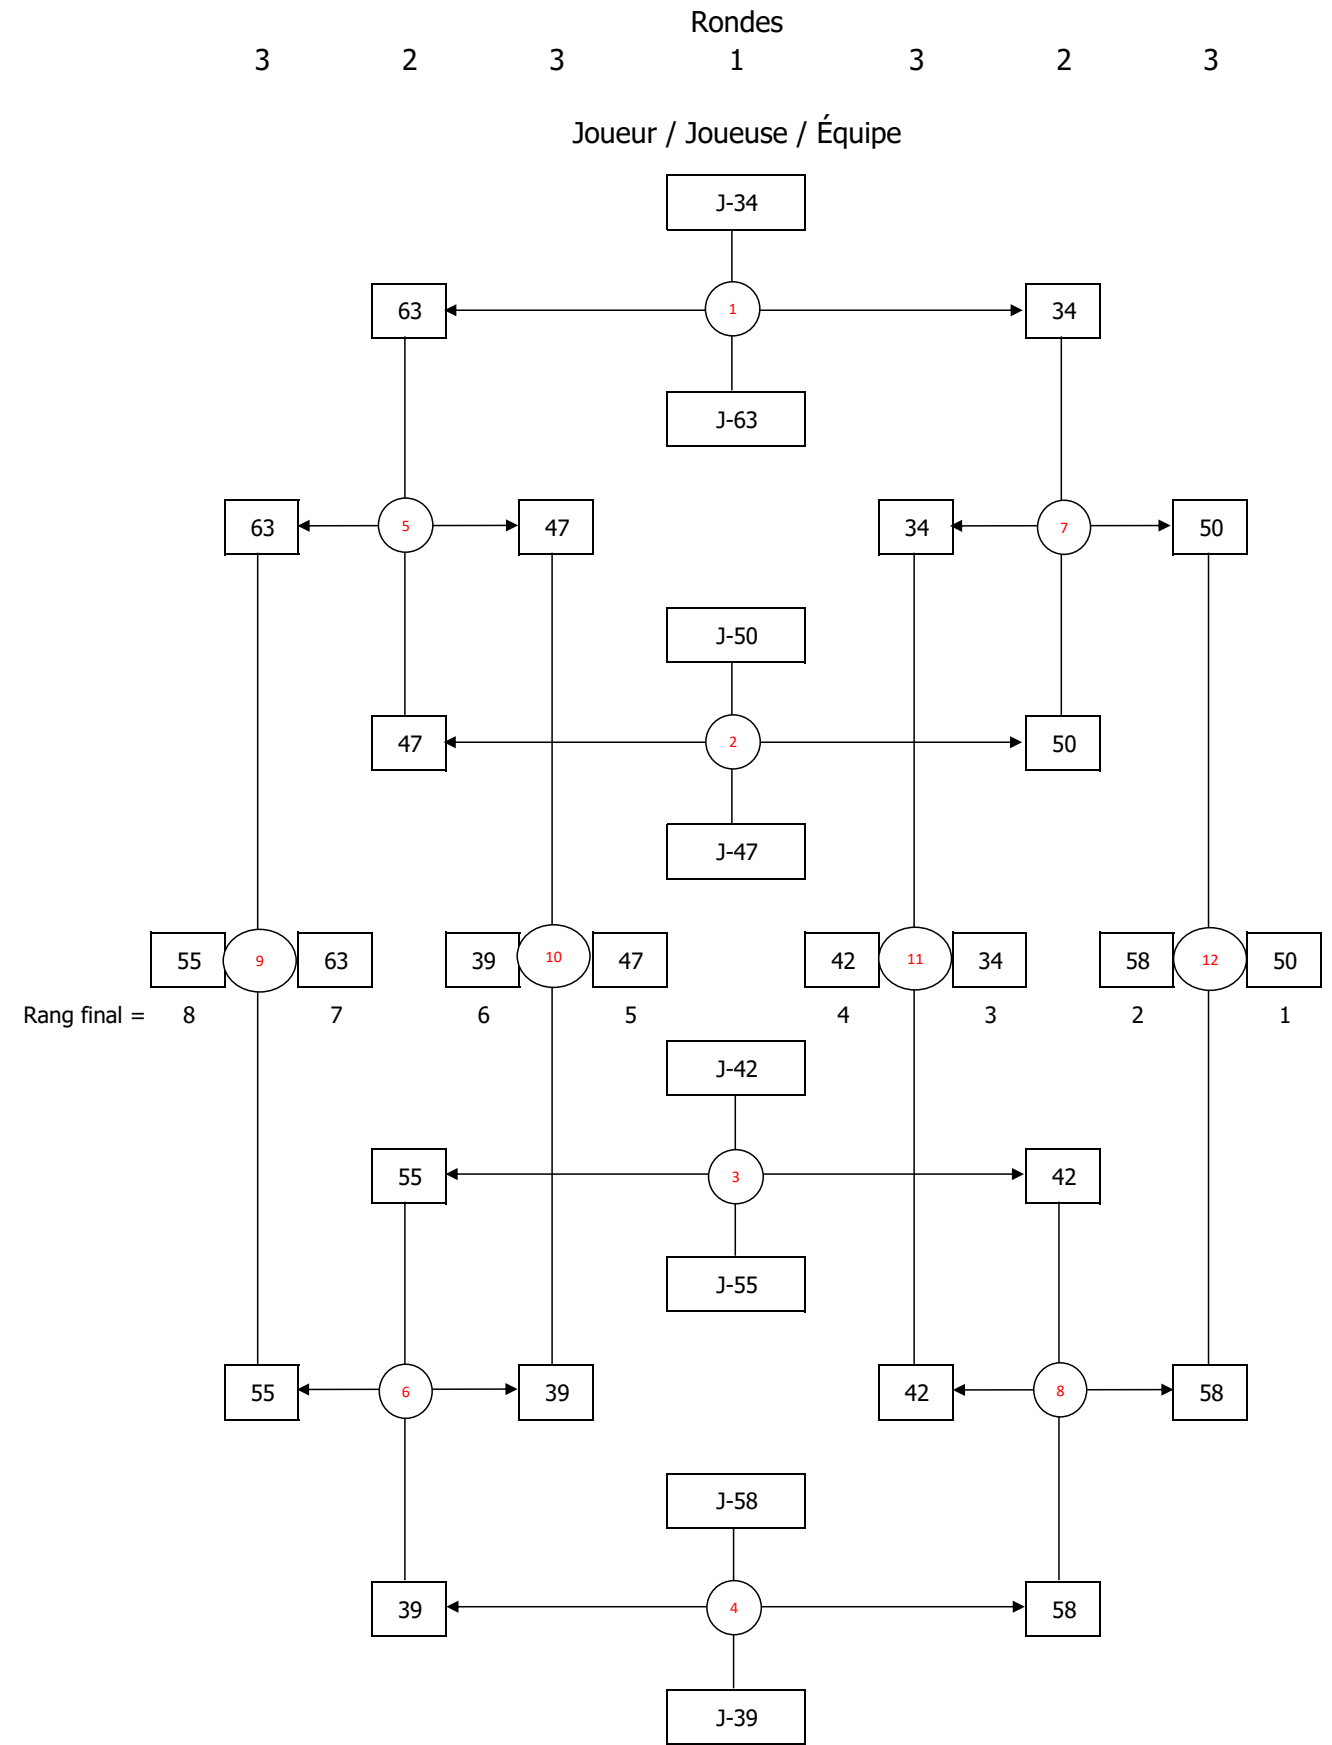 Rondes
3 2 3 1 3 2 3
Joueur / Joueuse / Équipe
J-34
63 1 34
J-63
63 5 47 34 7 50
J-50
47 2 50
J-47
55 9 63 39 10 47 42 11 34 58 12 50
Rang final = 8 7 6 5 4 3 2 1
J-42
55 3 42
J-55
55 6 39 42 8 58
J-58
39 4 58
J-39